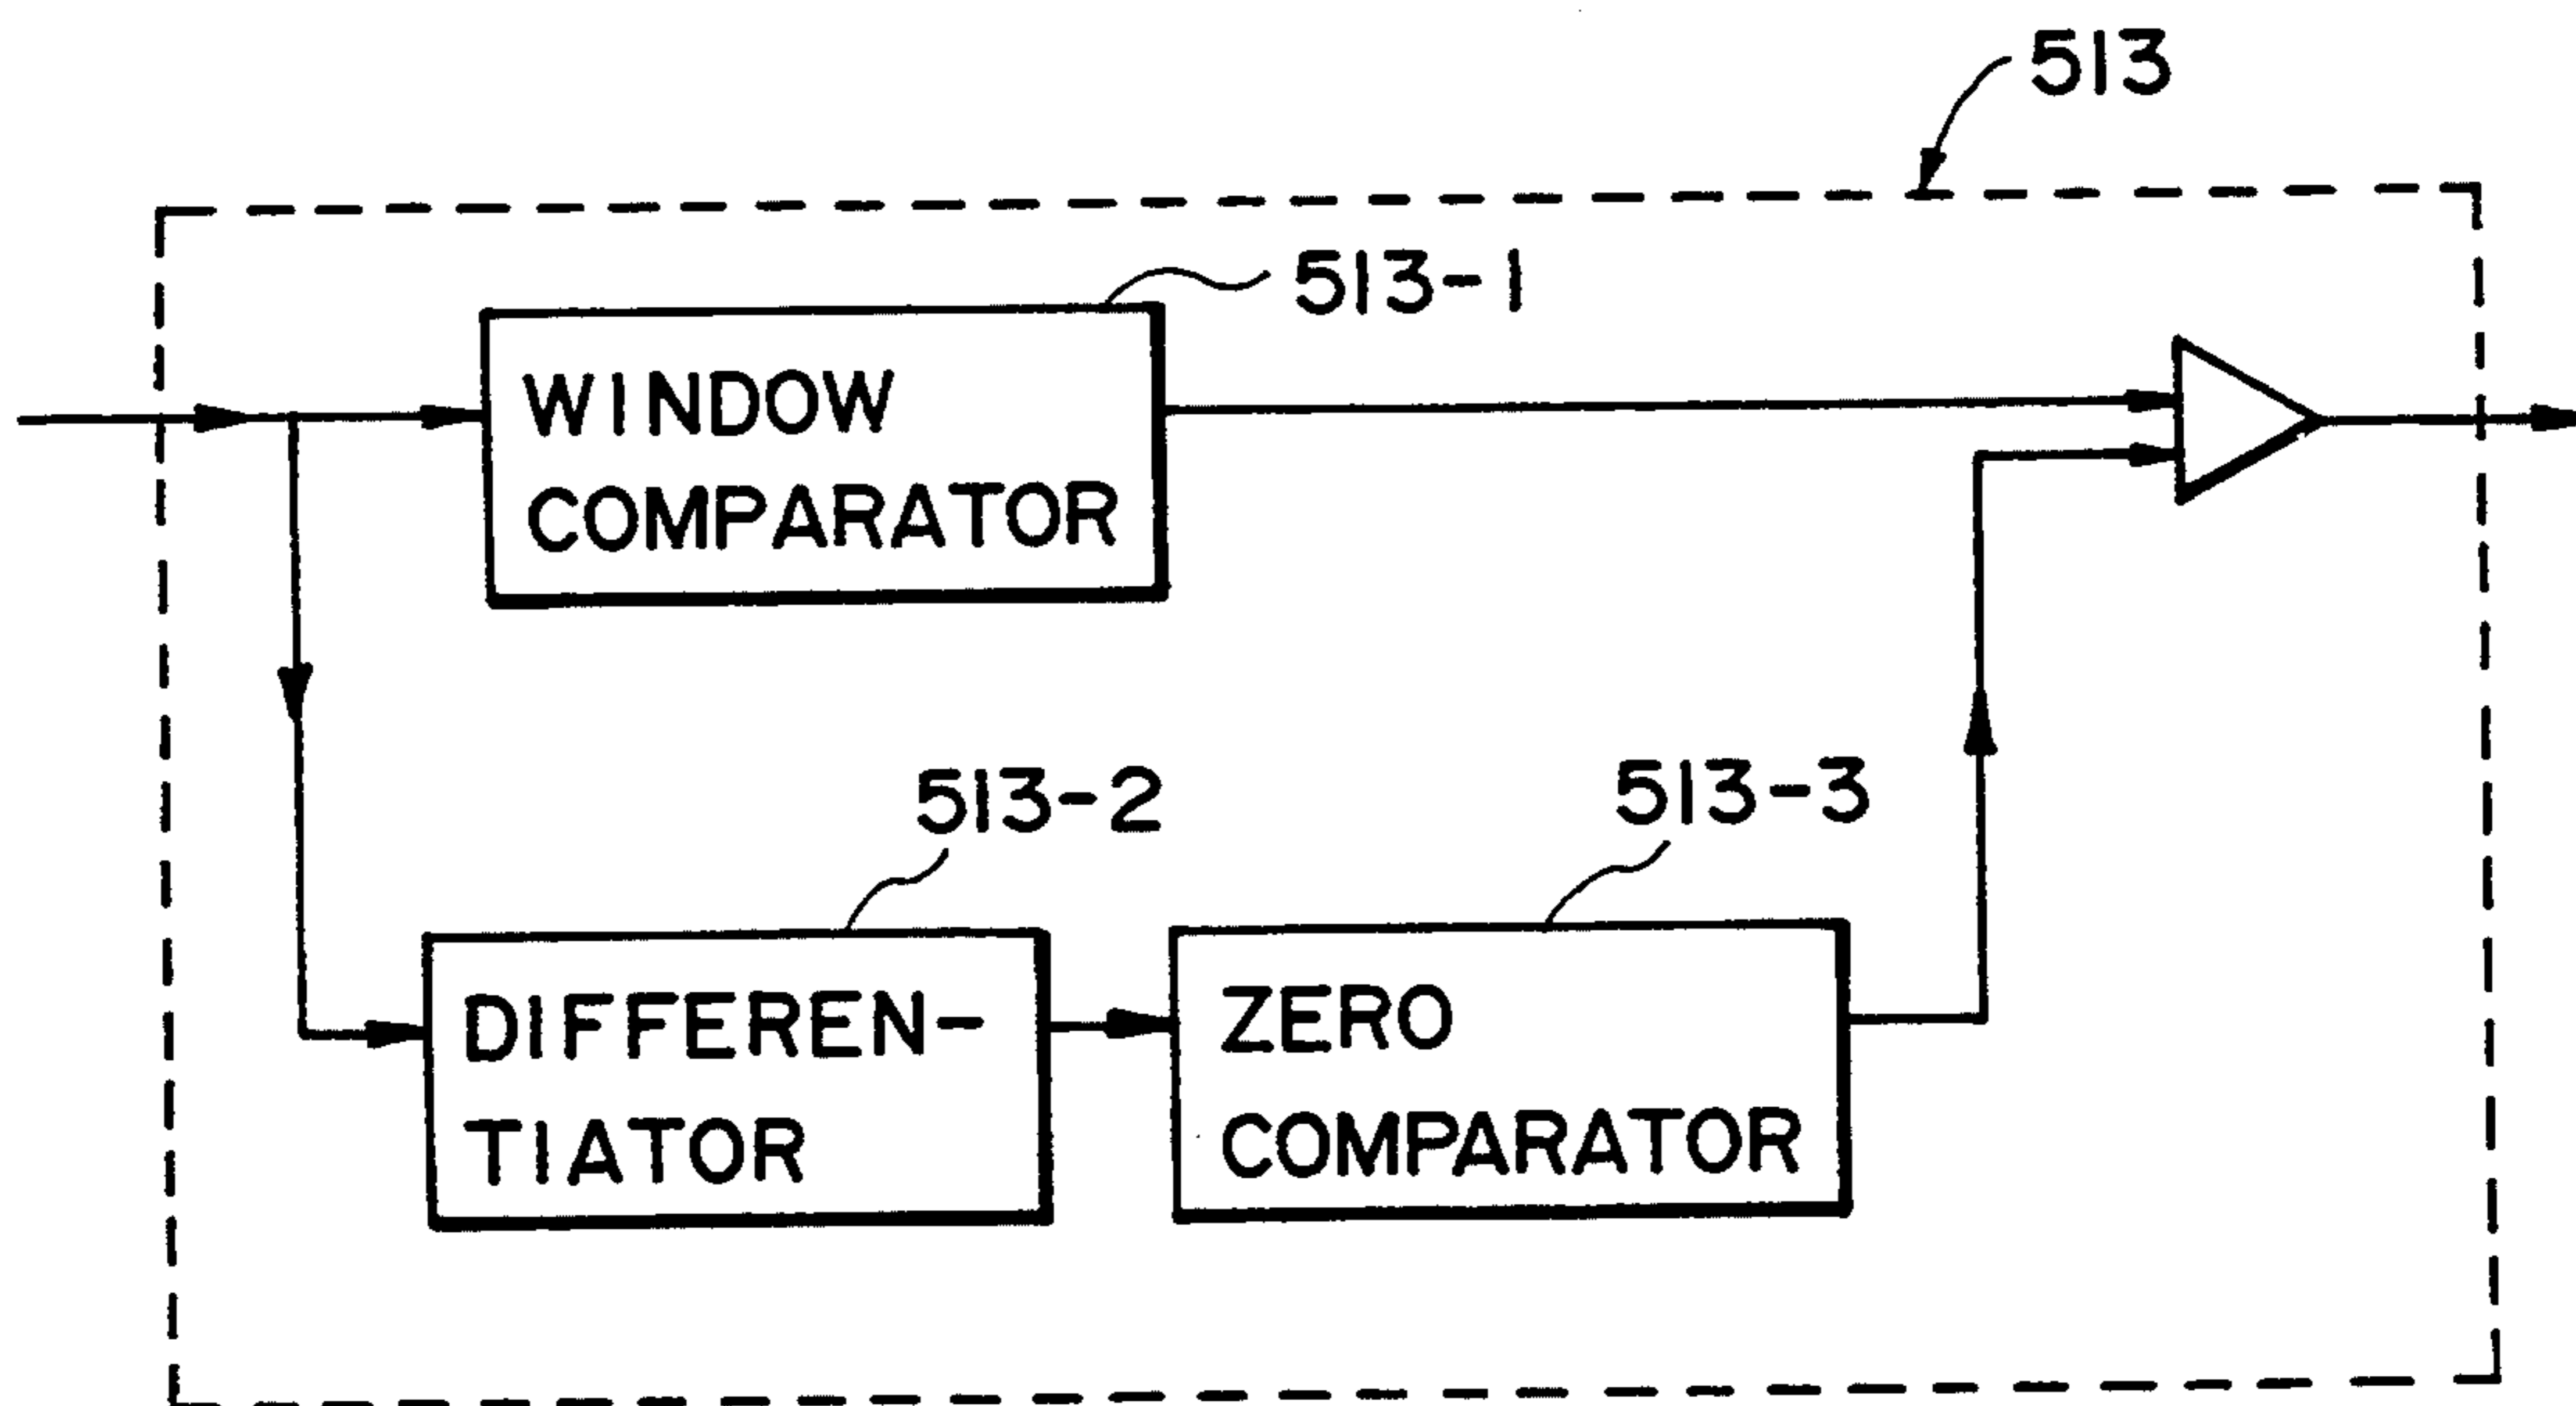 513
513-1
WINDOW
COMPARATOR
513-2
513-3
DIFFEREN-
TIATOR
ZERO
COMPARATOR